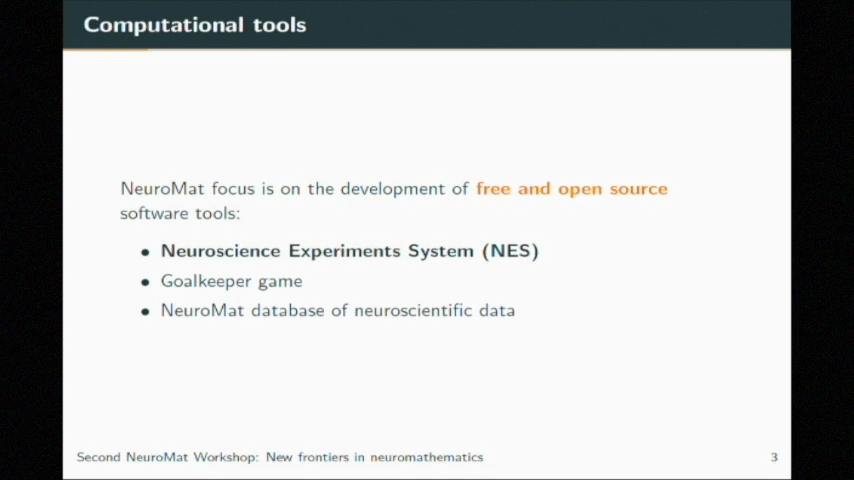 Computational tools
NeuroMat focus is on the development of free and open source
software tools:
• Neuroscience Experiments System (NES)
• Goalkeeper game
• NeuroMat database of neuroscientific data
Second NeuroMat Workshop: New frontiers in neuromathematics
3